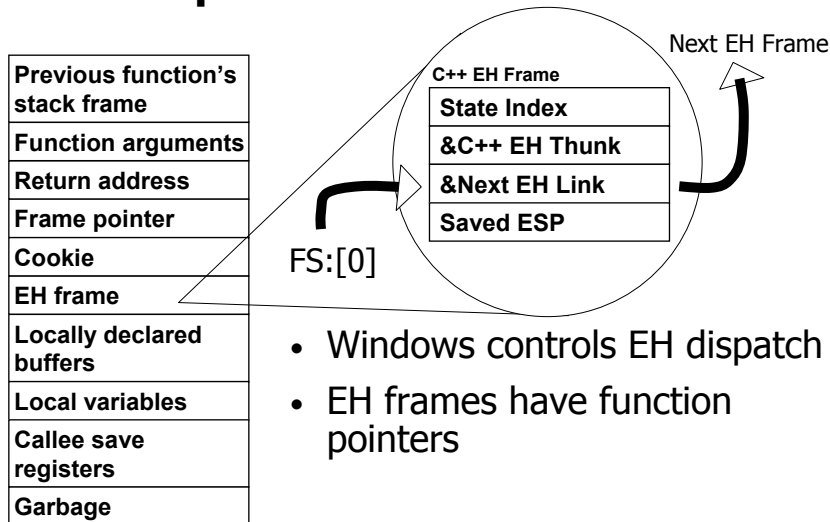 Previous function's
stack frame
Function arguments
Return address
Frame pointer
Cookie
EH frame
Locally declared
buffers
Local variables
Callee save
registers
Garbage
C++ EH Frame
State Index
&C++ EH Thunk
&Next EH Link
Saved ESP
FS:[0]
Next EH Frame
• Windows controls EH dispatch
• EH frames have function
pointers